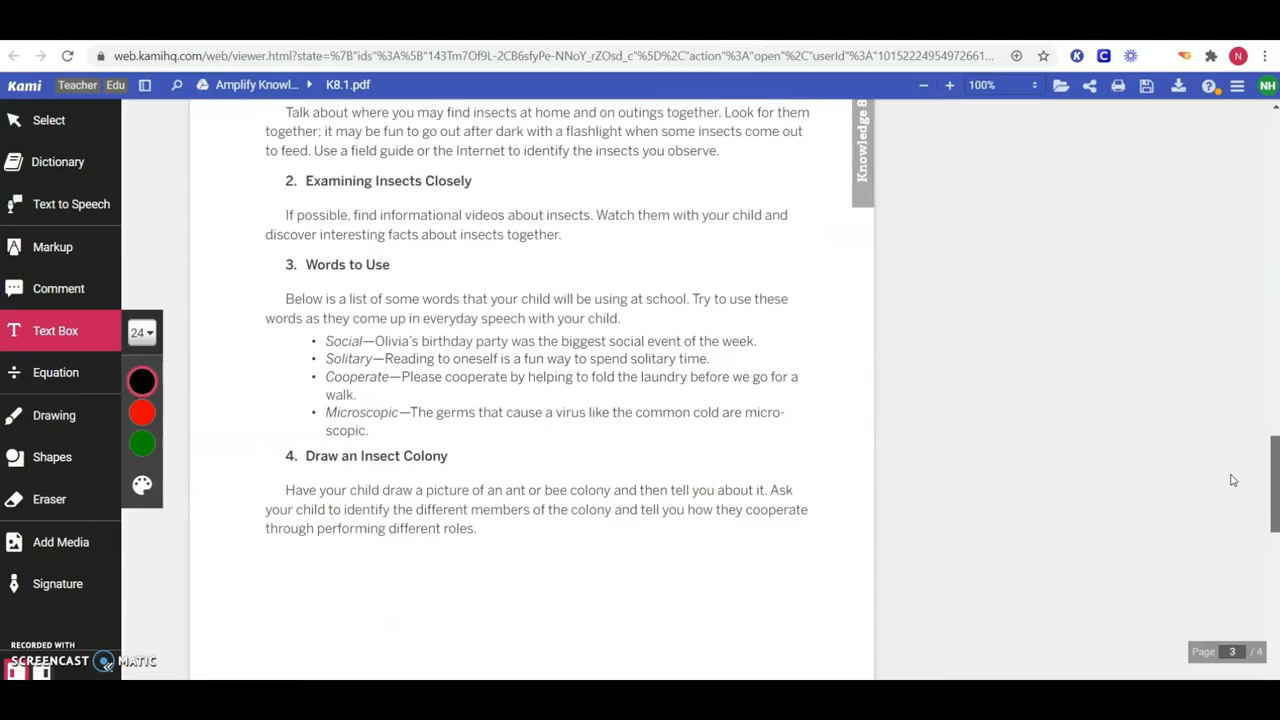 web.kamihq.com/web/viewer.html?state=%7B"ids"%3A%5B"143Tm7Of9L-2CB6sfyPe-NNoY_rZOsd_c"%5D%2C"action"%3A"open"%2C"userId"%3A"10152224954972661...
Kami Teacher Edu Amplify Knowl... K8.1.pdf 100% NH
N
Select
Dictionary
Text to Speech
Markup
Comment
Text Box
24
Equation
Drawing
Shapes
Eraser
Add Media
Signature
RECORDED WITH
SCREENCAST MATIC
Talk about where you may find insects at home and on outings together. Look for them
together; it may be fun to go out after dark with a flashlight when some insects come out
to feed. Use a field guide or the Internet to identify the insects you observe.
Knowledge 8
2. Examining Insects Closely
If possible, find informational videos about insects. Watch them with your child and
discover interesting facts about insects together.
3. Words to Use
Below is a list of some words that your child will be using at school. Try to use these
words as they come up in everyday speech with your child.
• Social—Olivia’s birthday party was the biggest social event of the week.
• Solitary—Reading to oneself is a fun way to spend solitary time.
• Cooperate—Please cooperate by helping to fold the laundry before we go for a
walk.
• Microscopic—The germs that cause a virus like the common cold are micro-
scopic.
4. Draw an Insect Colony
Have your child draw a picture of an ant or bee colony and then tell you about it. Ask
your child to identify the different members of the colony and tell you how they cooperate
through performing different roles.
Page 3 / 4